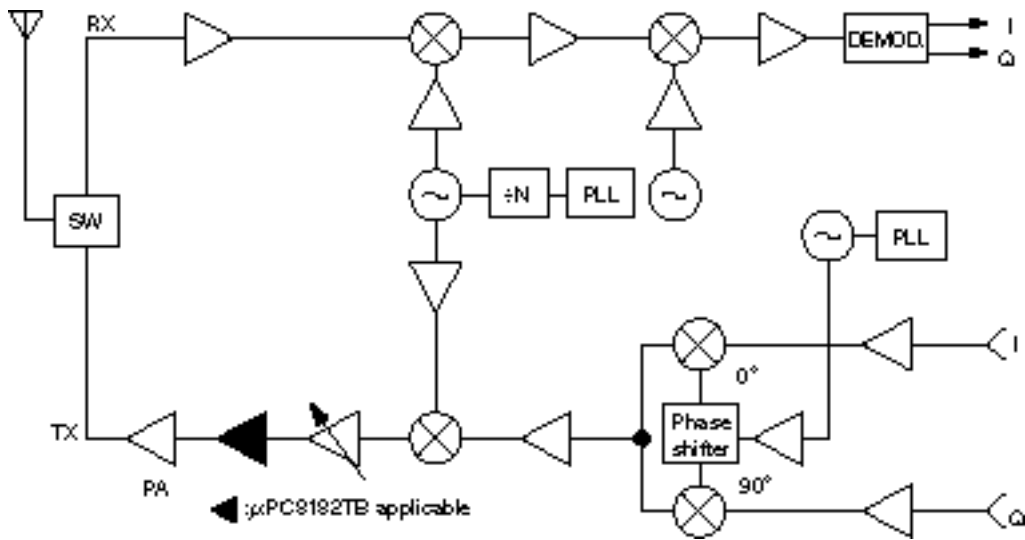 RX
DEMOD.
I
Q
SW
÷N
PLL
PLL
I
0°
TX
Phase
shifter
PA
90°
:μPC8182TB applicable
Q